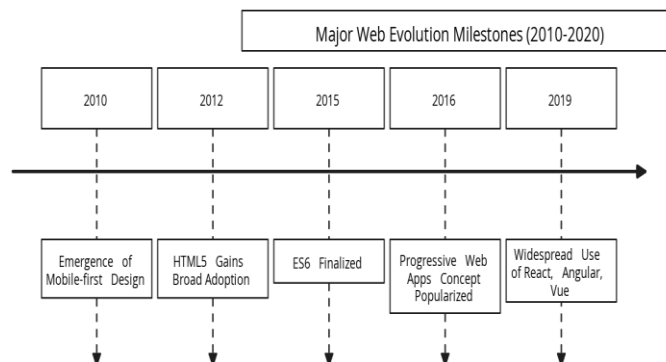 Major Web Evolution Milestones (2010-2020)
2010
2012
2015
2016
2019
Emergence of
Mobile-first Design
HTML5 Gains
Broad Adoption
ES6 Finalized
Progressive Web
Apps Concept
Popularized
Widespread Use
of React, Angular,
Vue